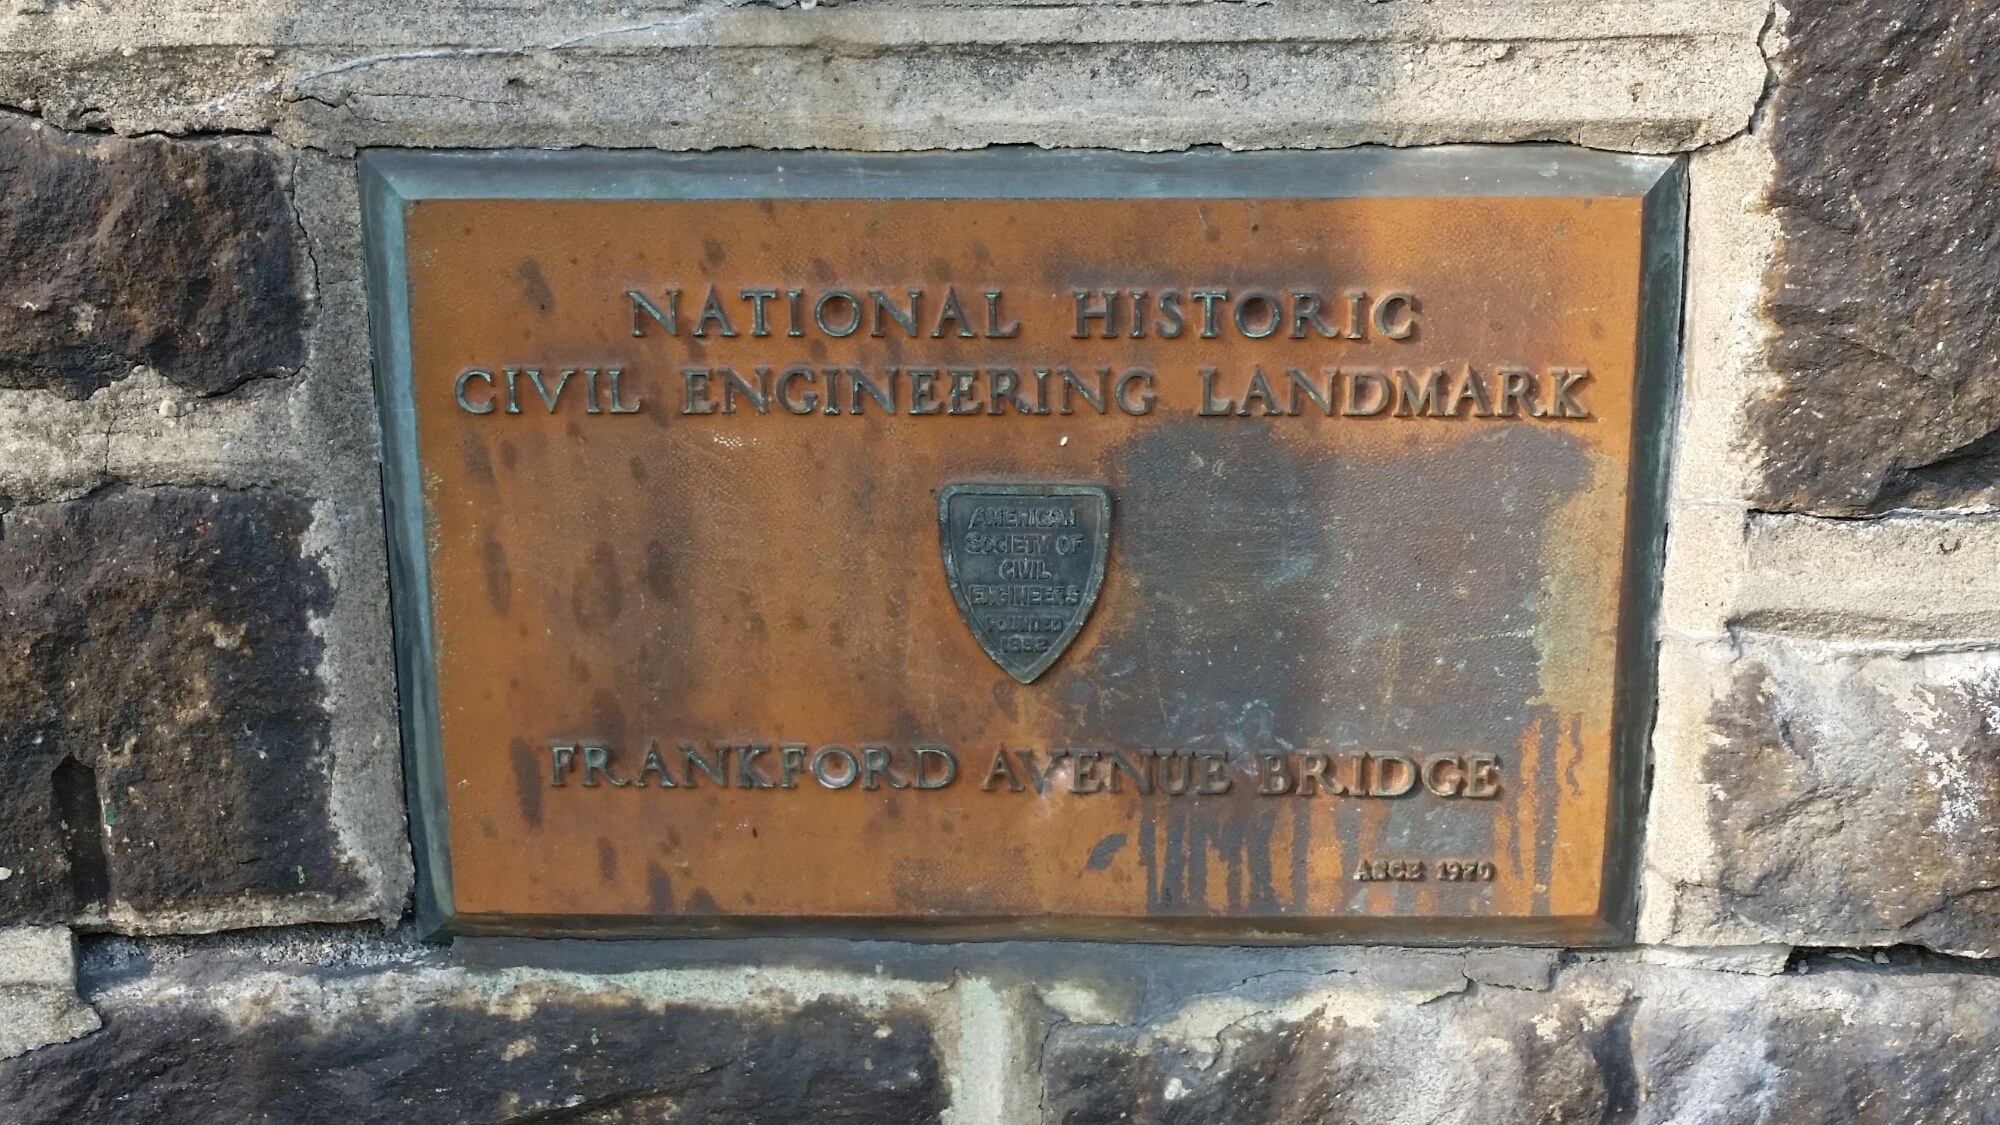 NATIONAL HISTORIC
CIVIL ENGINEERING LANDMARK
AMERICAN
SOCIETY OF
CIVIL
ENGINEERS
FOUNDED
1852
FRANKFORD AVENUE BRIDGE
ASCE 1970